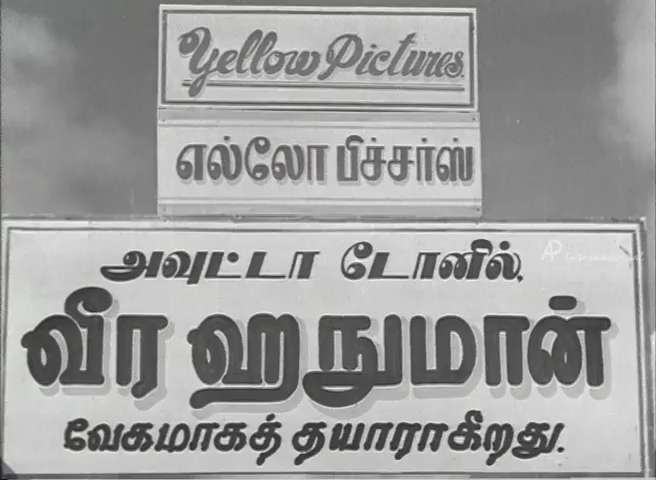 Yellow Pictures.
எல்லோ பிச்சர்ஸ்
அவுட்டா டோனில்,
வீர ஹநுமான்
வேகமாகத் தயாராகிறது.